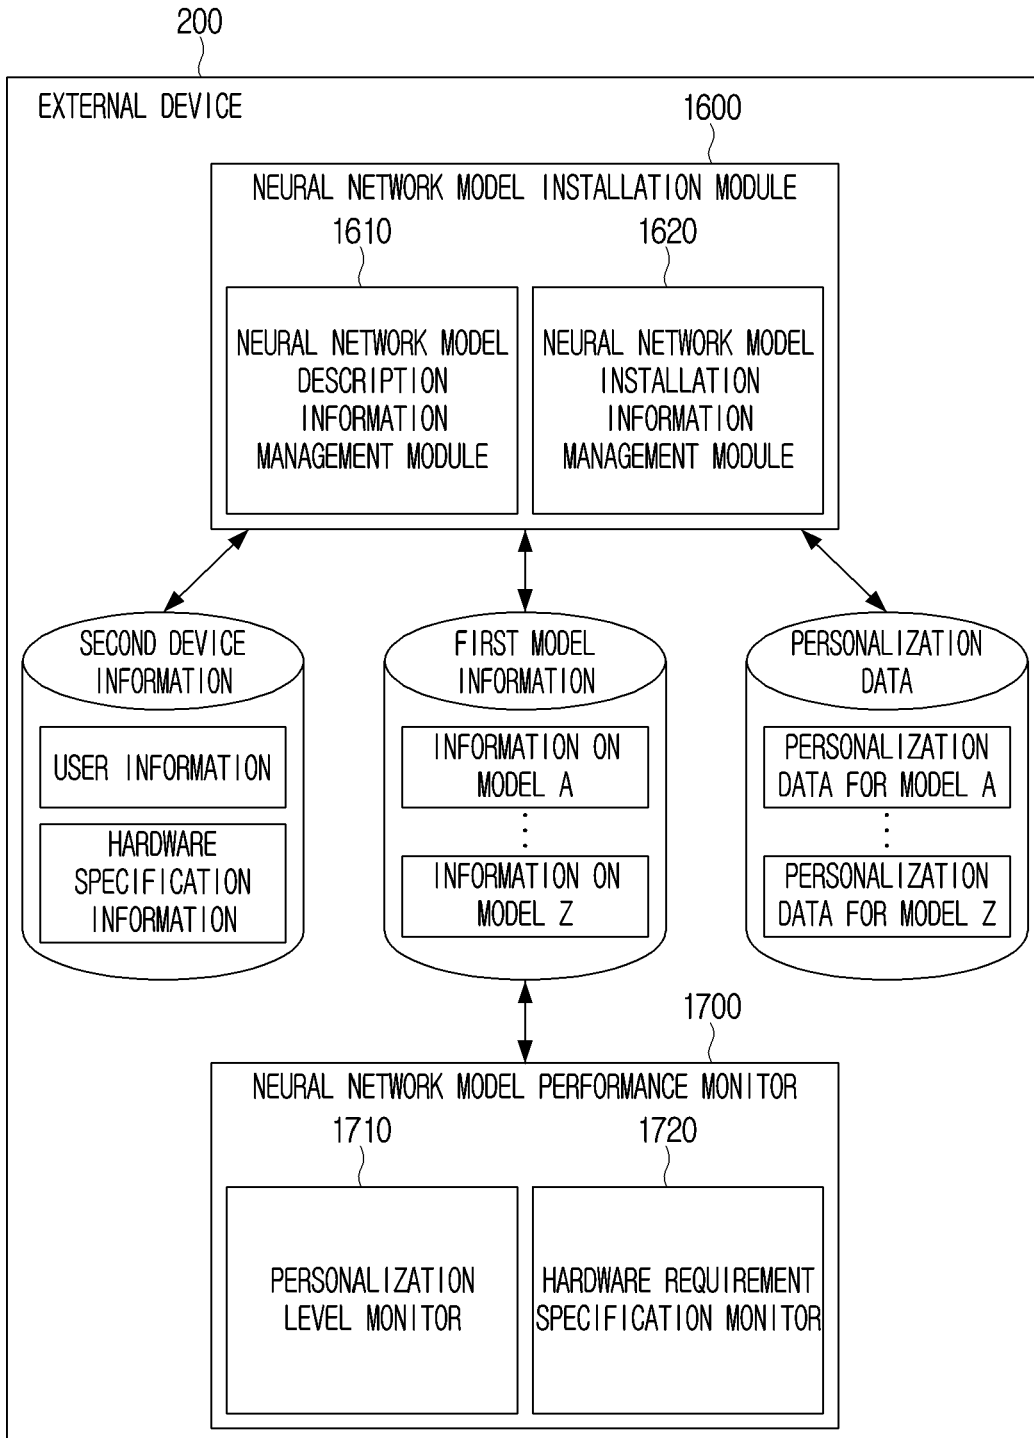 200
EXTERNAL DEVICE
1600
NEURAL NETWORK MODEL INSTALLATION MODULE
1610
1620
NEURAL NETWORK MODEL
DESCRIPTION
INFORMATION
MANAGEMENT MODULE
NEURAL NETWORK MODEL
INSTALLATION
INFORMATION
MANAGEMENT MODULE
SECOND DEVICE
INFORMATION
USER INFORMATION
HARDWARE
SPECIFICATION
INFORMATION
FIRST MODEL
INFORMATION
INFORMATION ON
MODEL A
INFORMATION ON
MODEL Z
PERSONALIZATION
DATA
PERSONALIZATION
DATA FOR MODEL A
PERSONALIZATION
DATA FOR MODEL Z
1700
NEURAL NETWORK MODEL PERFORMANCE MONITOR
1710
1720
PERSONALIZATION
LEVEL MONITOR
HARDWARE REQUIREMENT
SPECIFICATION MONITOR